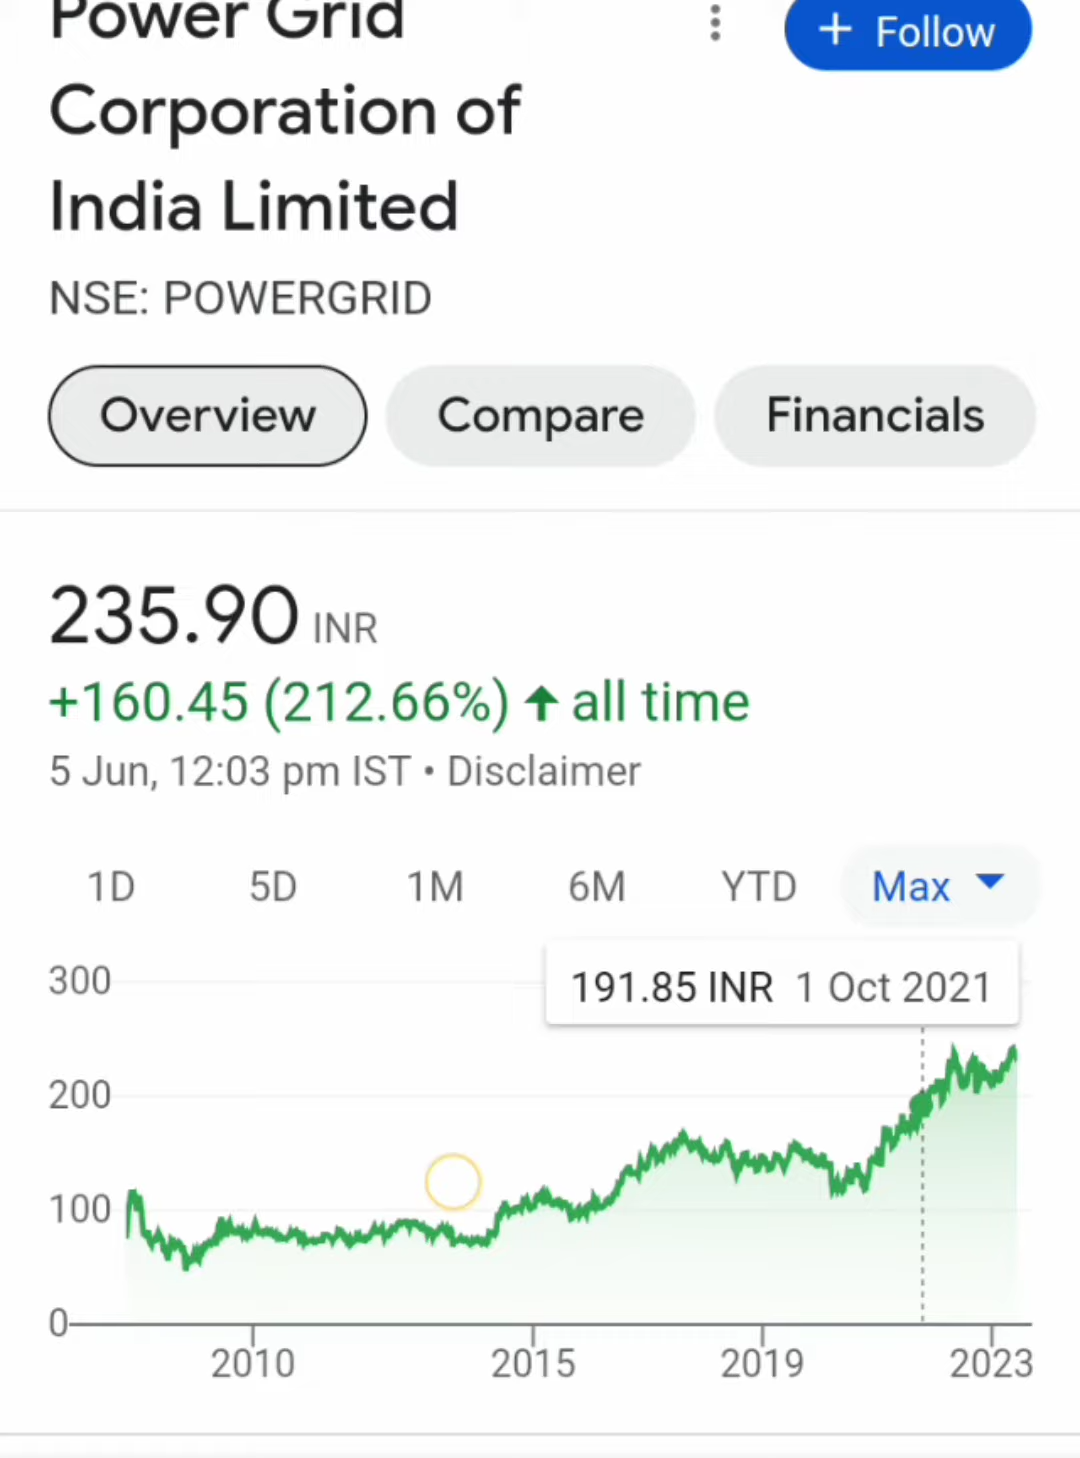 Power Grid
Corporation of
India Limited
+ Follow
NSE: POWERGRID
Overview Compare Financials
235.90 INR
+160.45 (212.66%) ↑ all time
5 Jun, 12:03 pm IST • Disclaimer
1D 5D 1M 6M YTD Max
191.85 INR 1 Oct 2021
300
200
100
0
2010 2015 2019 2023